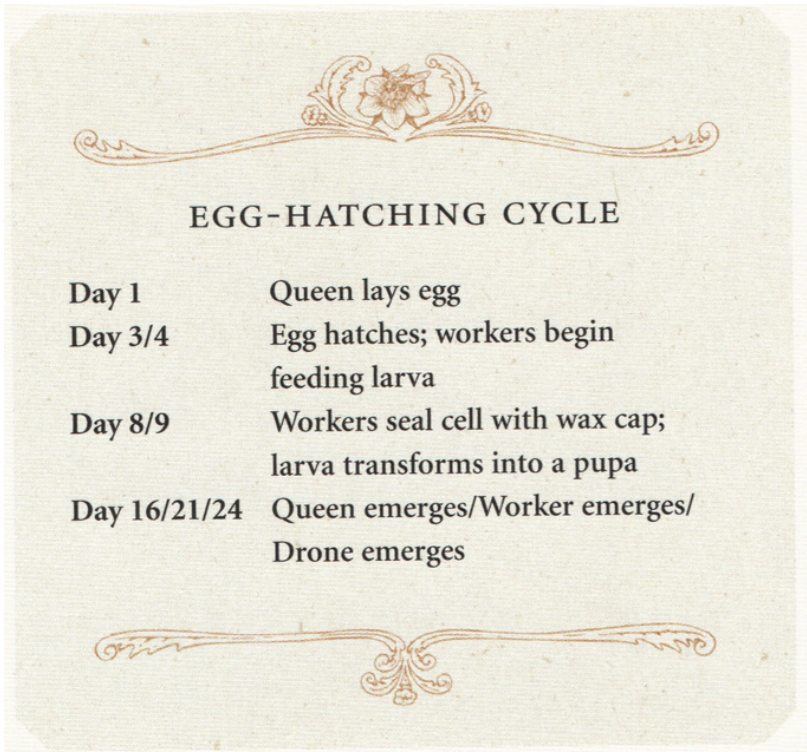 EGG-HATCHING CYCLE
Day 1 Queen lays egg
Day 3/4 Egg hatches; workers begin
feeding larva
Day 8/9 Workers seal cell with wax cap;
larva transforms into a pupa
Day 16/21/24 Queen emerges/Worker emerges/
Drone emerges